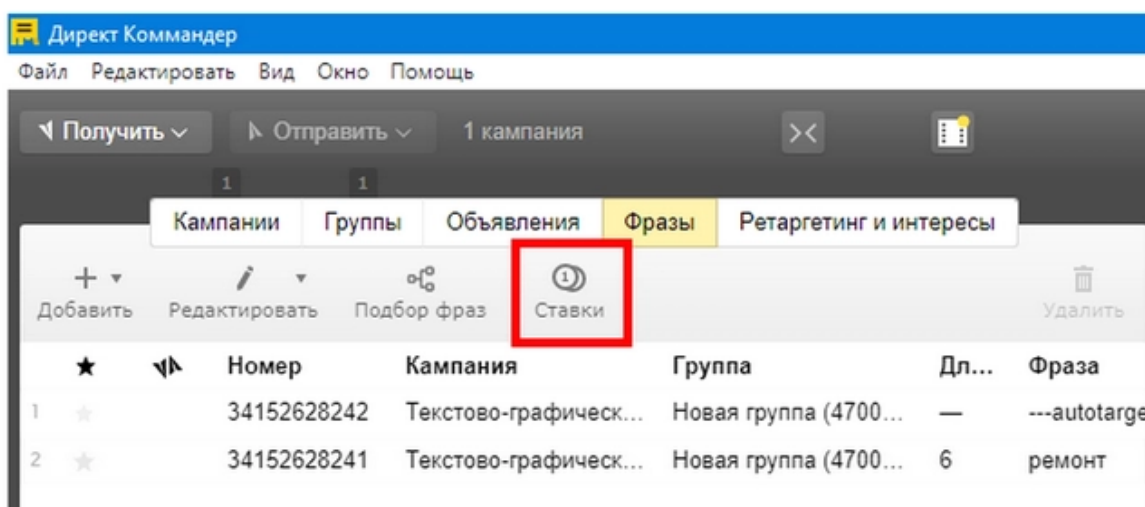 Директ Коммандер
Файл Редактировать Вид Окно Помощь
Получить Отправить 1 кампания
1 1
Кампании Группы Объявления Фразы Ретаргетинг и интересы
1
Добавить Редактировать Подбор фраз Ставки Удалить
Номер Кампания Группа Дл... Фраза
1 34152628242 Текстово-графическ... Новая группа (4700... — ---autotarge
2 34152628241 Текстово-графическ... Новая группа (4700... 6 ремонт